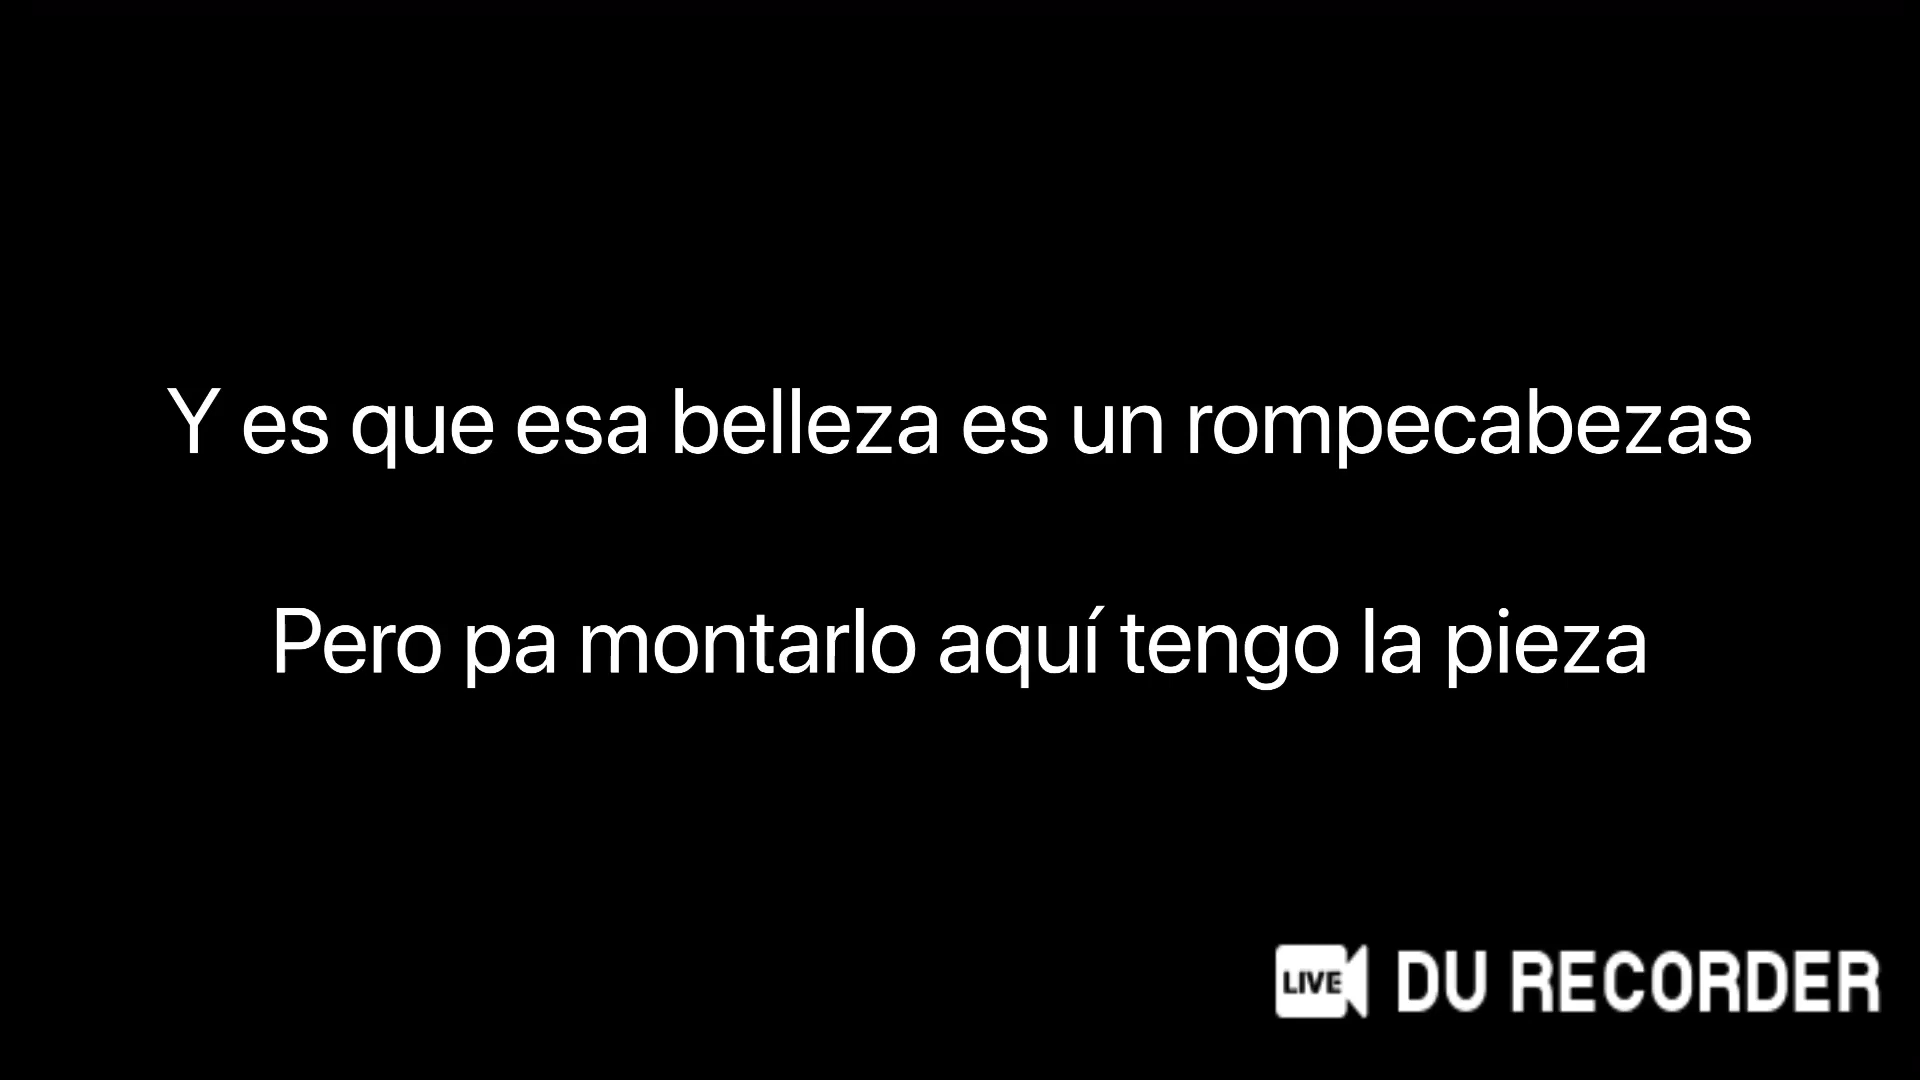 Y es que esa belleza es un rompecabezas
Pero pa montarlo aquí tengo la pieza
LIVE DU RECORDER